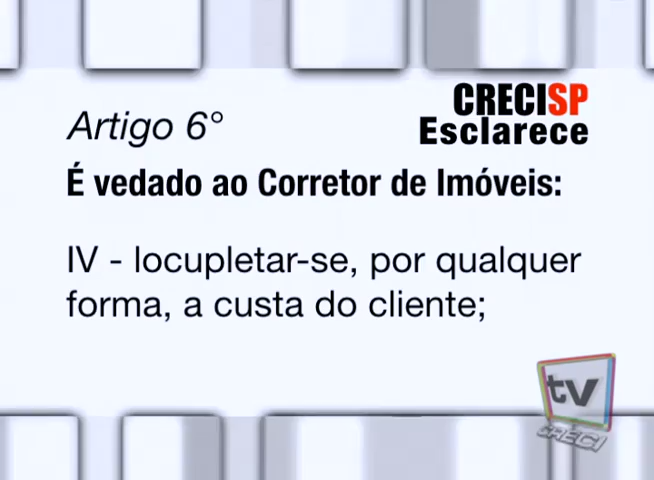 Artigo 6°
CRECISP
Esclarece
É vedado ao Corretor de Imóveis:
IV - locupletar-se, por qualquer
forma, a custa do cliente;
tv
CRECI